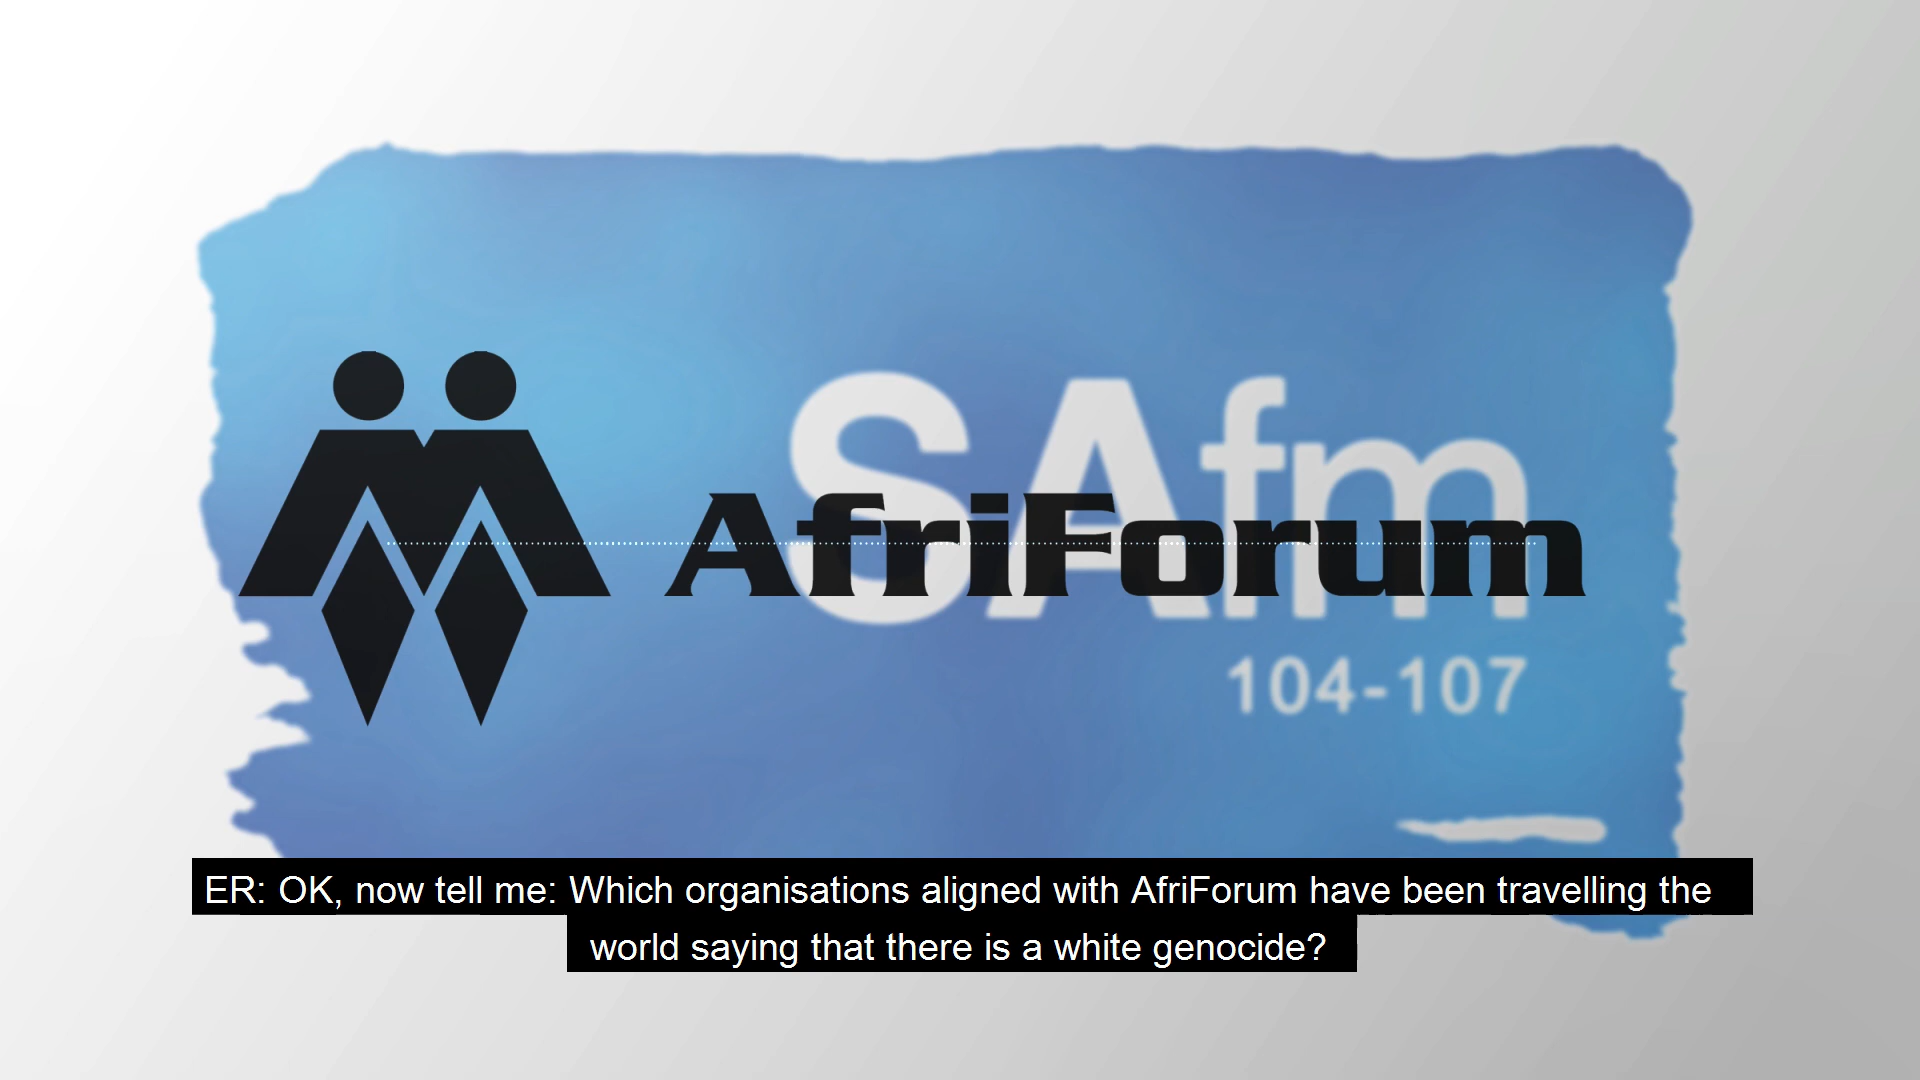 SAfm
AfriForum
104-107
ER: OK, now tell me: Which organisations aligned with AfriForum have been travelling the
world saying that there is a white genocide?